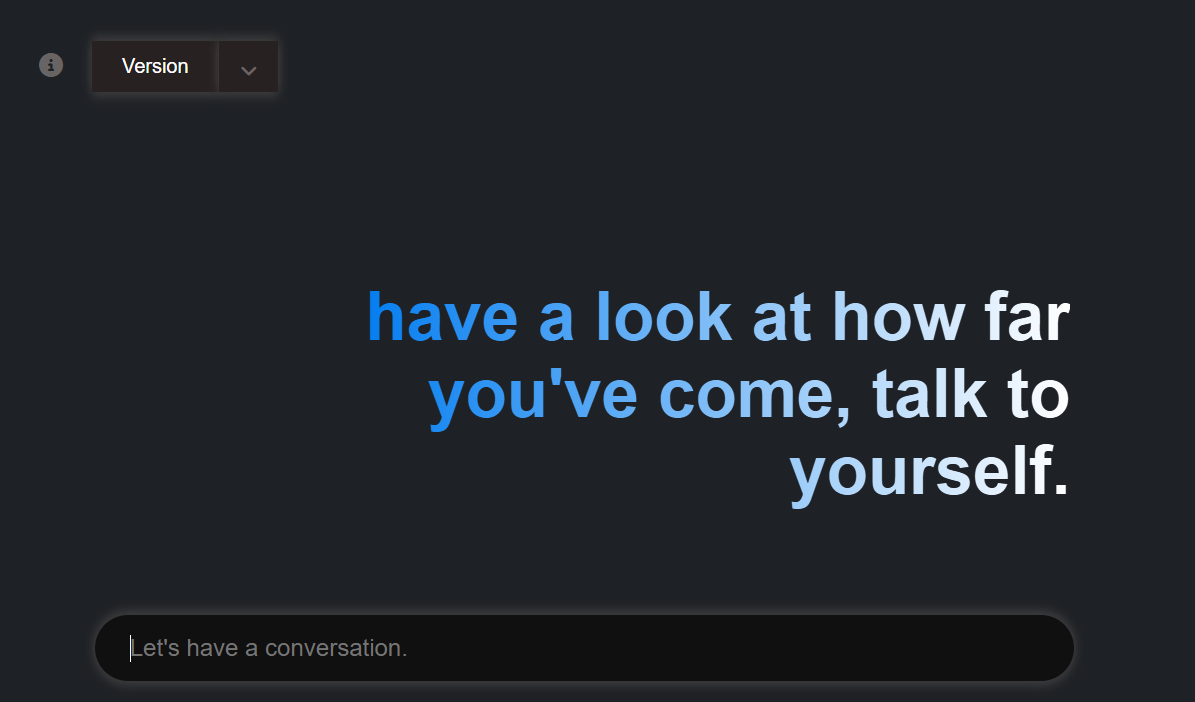 Version
have a look at how far
you've come, talk to
yourself.
Let's have a conversation.